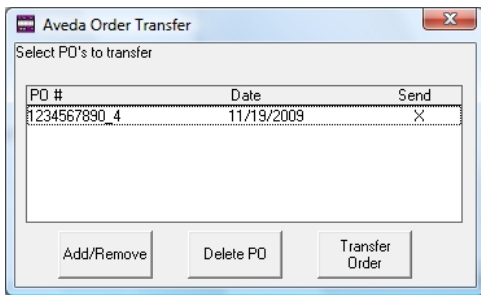 Aveda Order Transfer
Select PO's to transfer
PO # Date Send
1234567890_4 11/19/2009 X
Add/Remove Delete PO Transfer Order